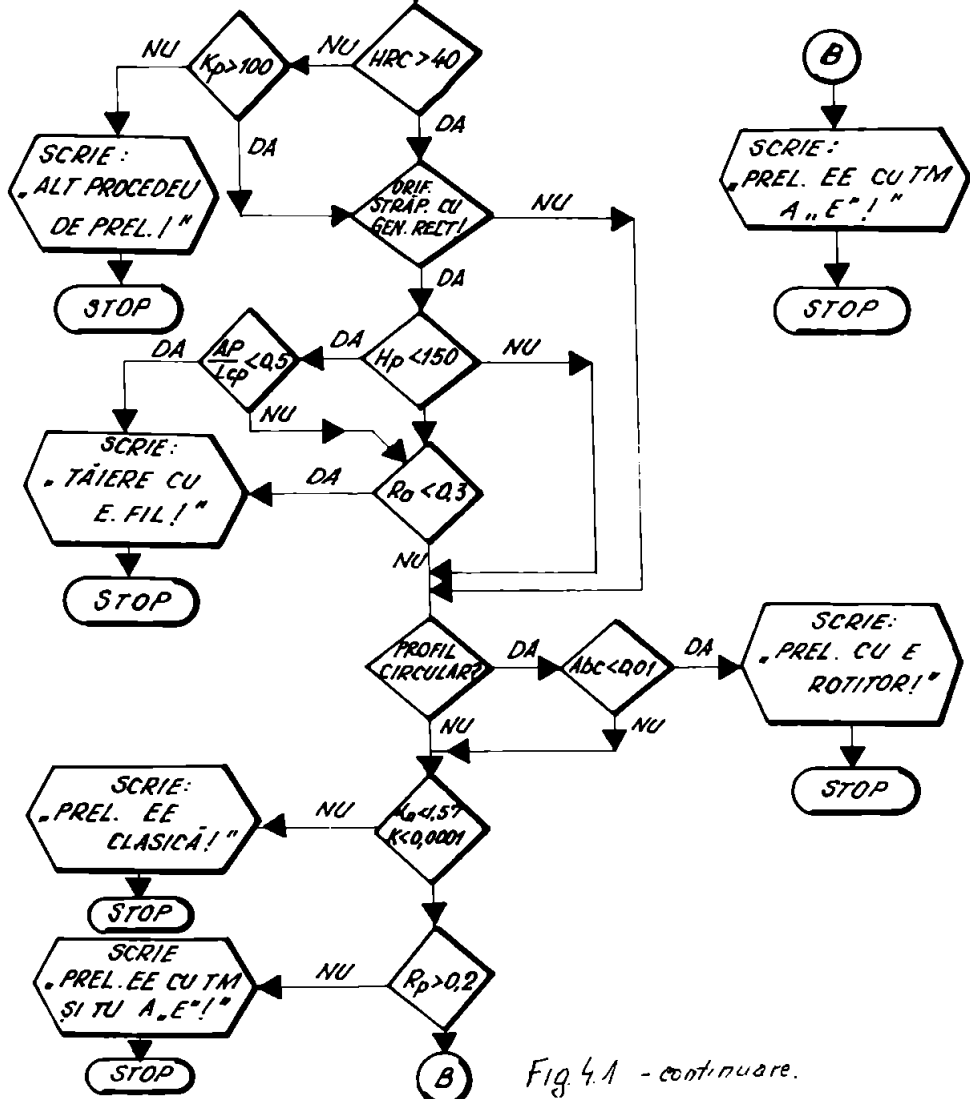 NU
NU
Kp>100
HRC>40
B
DA
DA
SCRIE:
„ALT PROCEDEU
DE PREL.!"
SCRIE:
„PREL. EE CU TM
A „E"!"
ORIF.
STRĂP. CU
GEN. RECT!
NU
DA
STOP
STOP
DA
AP/Lcp <0,5
DA
Hp<150
NU
NU
SCRIE:
„TĂIERE CU
E. FIL!"
DA
Ra<0,3
NU
STOP
PROFIL
CIRCULAR?
DA
Abc<0,01
DA
SCRIE:
„PREL. CU E
ROTITOR!"
NU
NU
STOP
SCRIE:
„PREL. EE
CLASICĂ!"
NU
<1,57
K<0,0001
STOP
SCRIE
„PREL. EE CU TM
ȘI TU A „E"!"
NU
Rp>0,2
STOP
B
Fig. 4.1 - continuare.